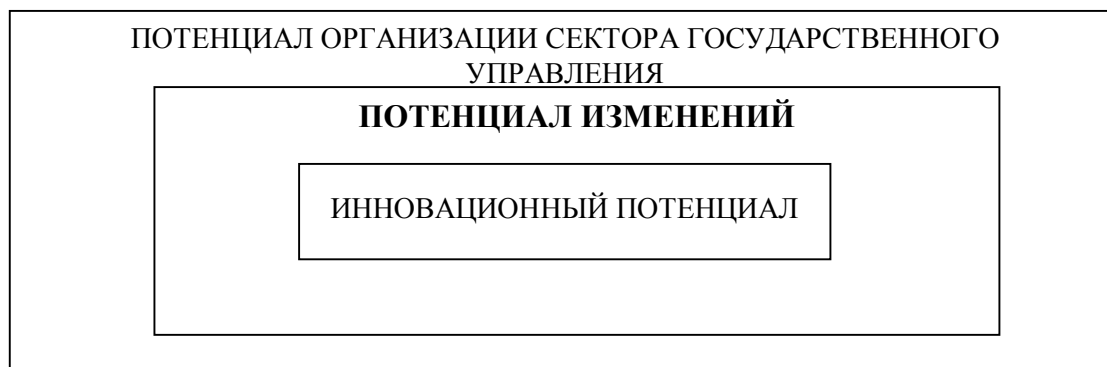 ПОТЕНЦИАЛ ОРГАНИЗАЦИИ СЕКТОРА ГОСУДАРСТВЕННОГО
УПРАВЛЕНИЯ
ПОТЕНЦИАЛ ИЗМЕНЕНИЙ
ИННОВАЦИОННЫЙ ПОТЕНЦИАЛ